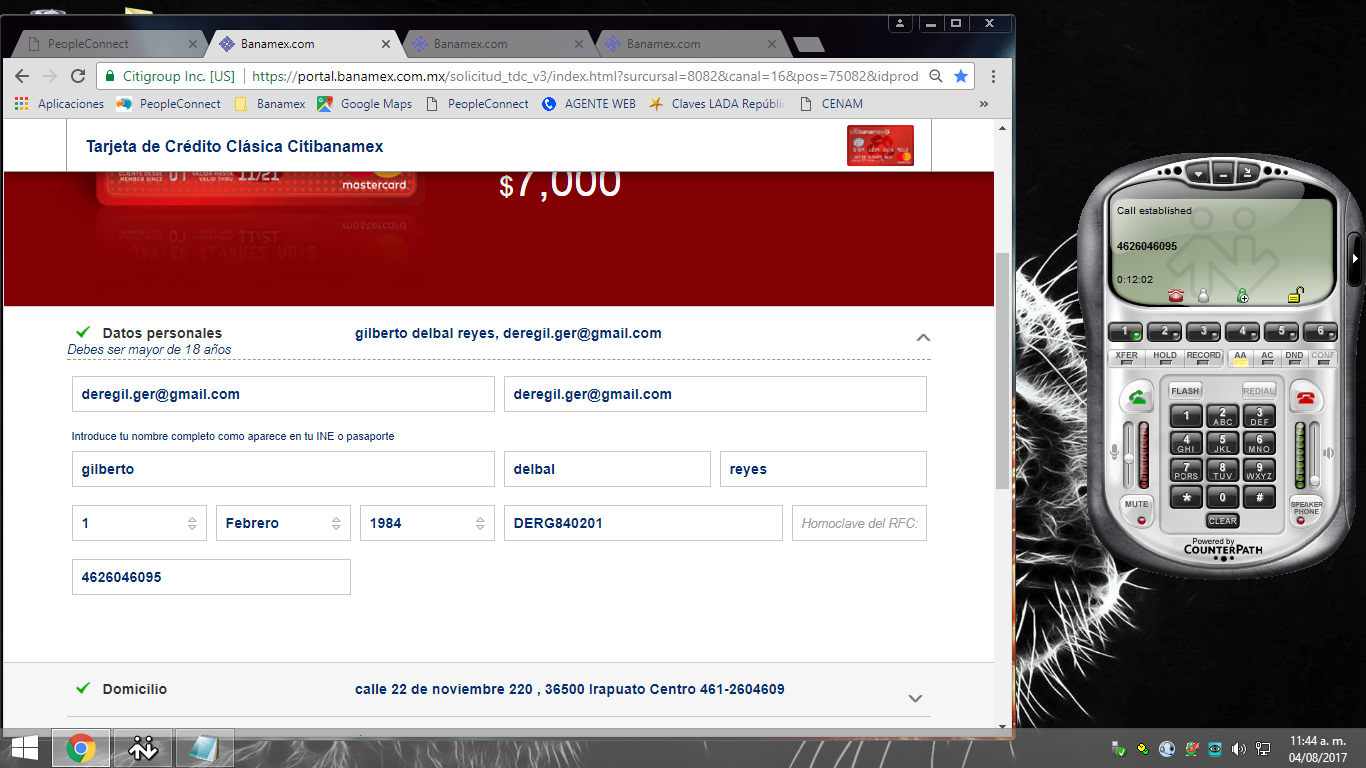 PeopleConnect
Banamex.com
Banamex.com
Banamex.com
Citigroup Inc. [US] https://portal.banamex.com.mx/solicitud_tdc_v3/index.html?surcursal=8082&canal=16&pos=75082&idprod
Aplicaciones PeopleConnect Banamex Google Maps PeopleConnect AGENTE WEB Claves LADA Repúblic CENAM »
Tarjeta de Crédito Clásica Citibanamex
citibanamex
mastercard
$7,000
Datos personales gilberto delbal reyes, deregil.ger@gmail.com
Debes ser mayor de 18 años
deregil.ger@gmail.com deregil.ger@gmail.com
Introduce tu nombre completo como aparece en tu INE o pasaporte
gilberto delbal reyes
1 Febrero 1984 DERG840201 Homoclave del RFC:
4626046095
Domicilio calle 22 de noviembre 220 , 36500 Irapuato Centro 461-2604609
Call established
4626046095
0:12:02
1 2 3 4 5 6
XFER HOLD RECORD AA AC DND CONF
FLASH REDIAL
1 2 ABC 3 DEF
4 GHI 5 JKL 6 MNO
7 PQRS 8 TUV 9 WXYZ
* 0 #
MUTE CLEAR SPEAKER PHONE
Powered by
COUNTERPATH
11:44 a. m.
04/08/2017